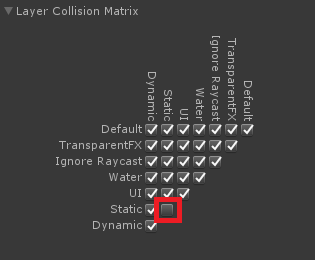 Layer Collision Matrix
Dynamic
Static
UI
Water
Ignore Raycast
TransparentFX
Default
Default
TransparentFX
Ignore Raycast
Water
UI
Static
Dynamic